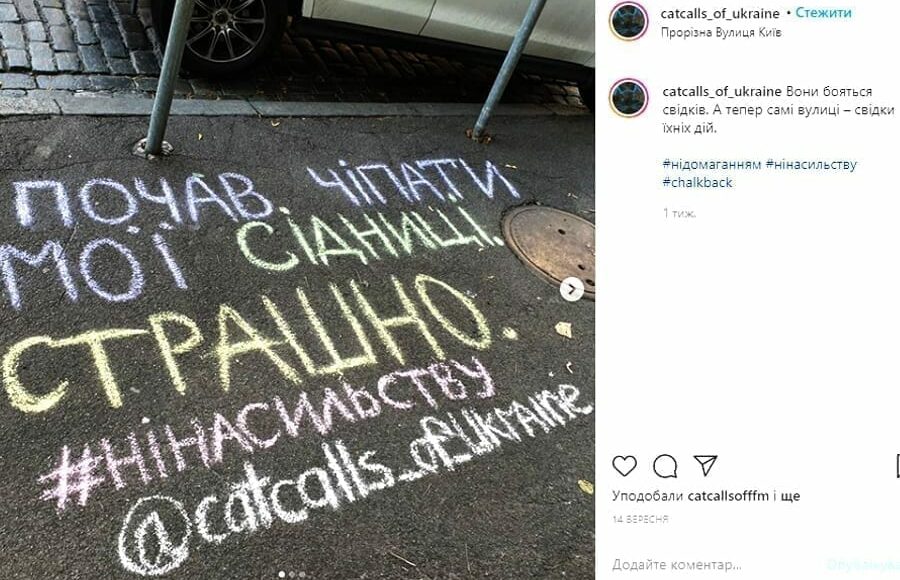 ПОЧАВ ЧІПАТИ
МОЇ СІДНИЦІ.
СТРАШНО.
#НІНАСИЛЬСТВУ
@catcalls_of_UKRAINE
catcalls_of_ukraine • Стежити
Прорізна Вулиця Київ
catcalls_of_ukraine Вони бояться
свідків. А тепер самі вулиці – свідки
їхніх дій.
#нідомаганням #нінасильству
#chalkback
1 тиж.
Уподобали catcallsofffm і ще
14 ВЕРЕСНЯ
Додайте коментар...